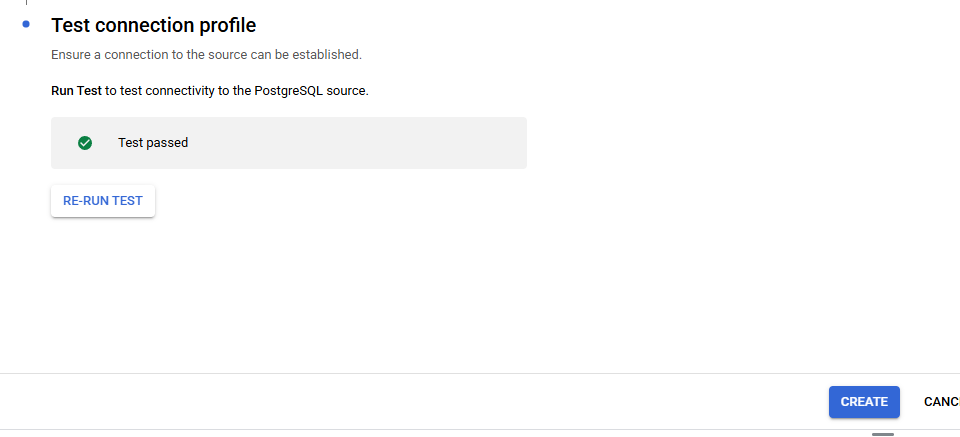 Test connection profile
Ensure a connection to the source can be established.
Run Test to test connectivity to the PostgreSQL source.
Test passed
RE-RUN TEST
CREATE
CANC